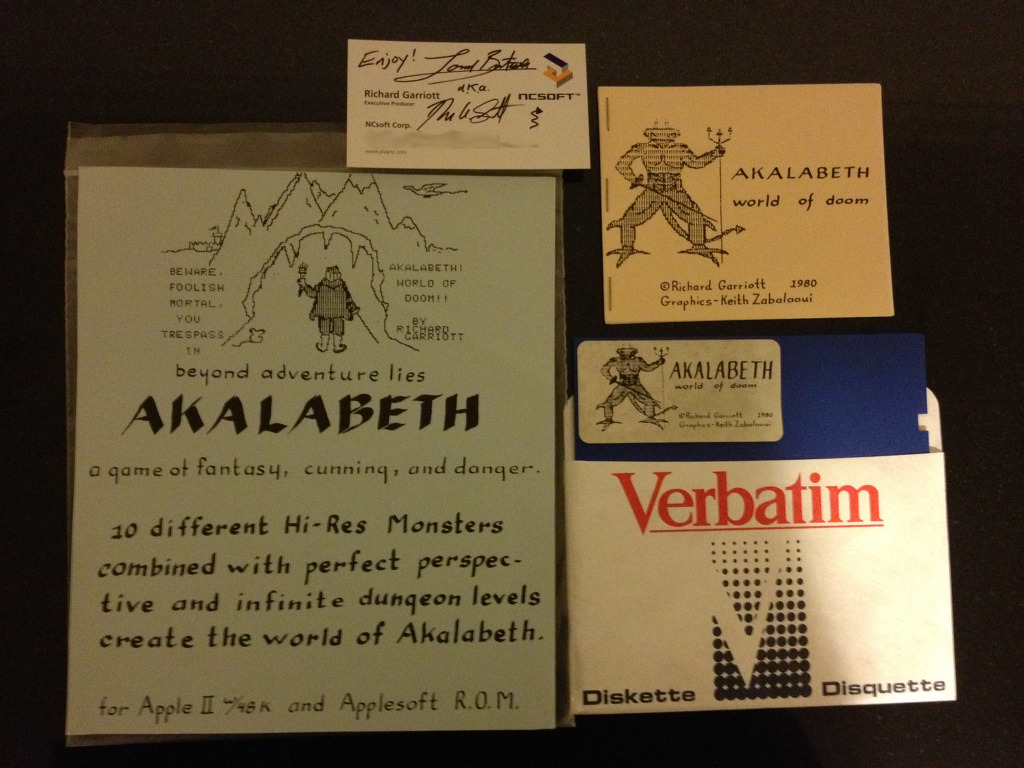 Enjoy! Lord British
a.k.a.
Richard Garriott
Executive Producer
NCSOFT™
NCsoft Corp.
www.plaync.com
BEWARE,
FOOLISH
MORTAL,
YOU
TRESPASS
IN
AKALABETH!
WORLD OF
DOOM!!
BY
RICHARD
GARRIOTT
beyond adventure lies
AKALABETH
a game of fantasy, cunning, and danger.
10 different Hi-Res Monsters
combined with perfect perspec-
tive and infinite dungeon levels
create the world of Akalabeth.
for Apple II w/48K and Applesoft R.O.M.
AKALABETH
world of doom
©Richard Garriott 1980
Graphics-Keith Zabalaoui
AKALABETH
world of doom
©Richard Garriott 1980
Graphics-Keith Zabalaoui
Verbatim
Diskette
Disquette